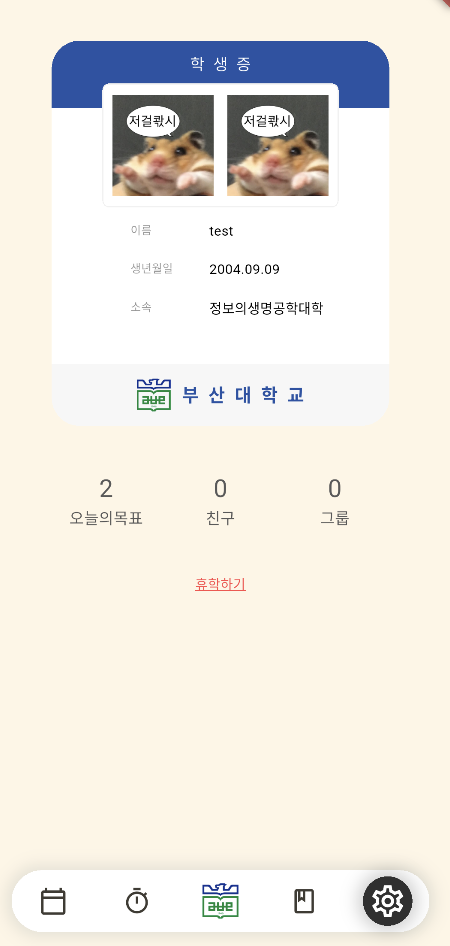 학 생 증
저걸콵시 저걸콵시
이름 test
생년월일 2004.09.09
소속 정보의생명공학대학
부 산 대 학 교
2 0 0
오늘의목표 친구 그룹
휴학하기